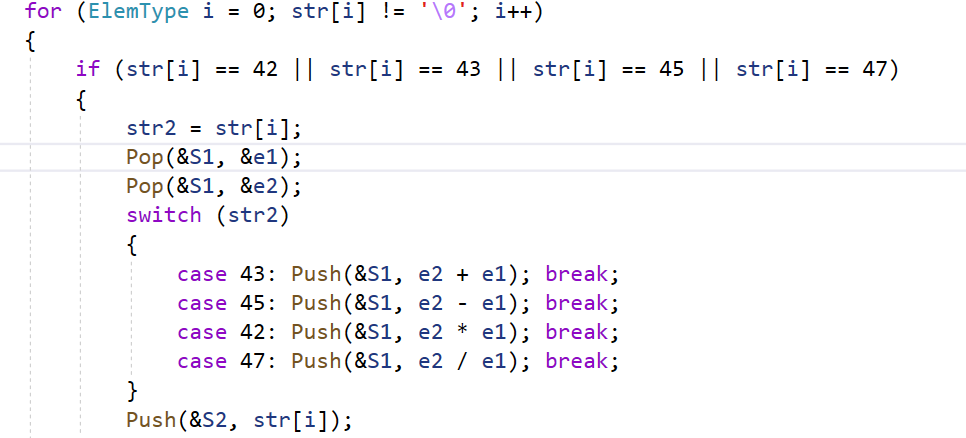 for (ElemType i = 0; str[i] != '\0'; i++)
{
    if (str[i] == 42 || str[i] == 43 || str[i] == 45 || str[i] == 47)
    {
        str2 = str[i];
        Pop(&S1, &e1);
        Pop(&S1, &e2);
        switch (str2)
        {
            case 43: Push(&S1, e2 + e1); break;
            case 45: Push(&S1, e2 - e1); break;
            case 42: Push(&S1, e2 * e1); break;
            case 47: Push(&S1, e2 / e1); break;
        }
        Push(&S2, str[i]);